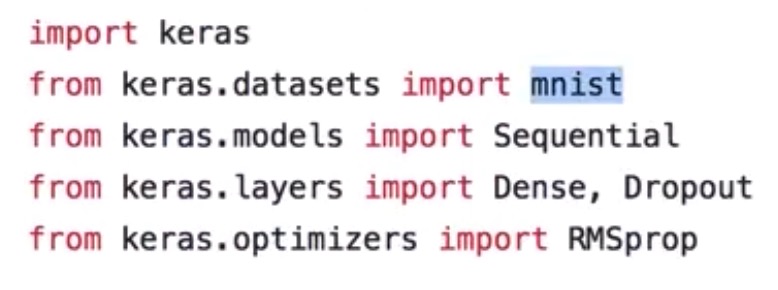 import keras
from keras.datasets import mnist
from keras.models import Sequential
from keras.layers import Dense, Dropout
from keras.optimizers import RMSprop